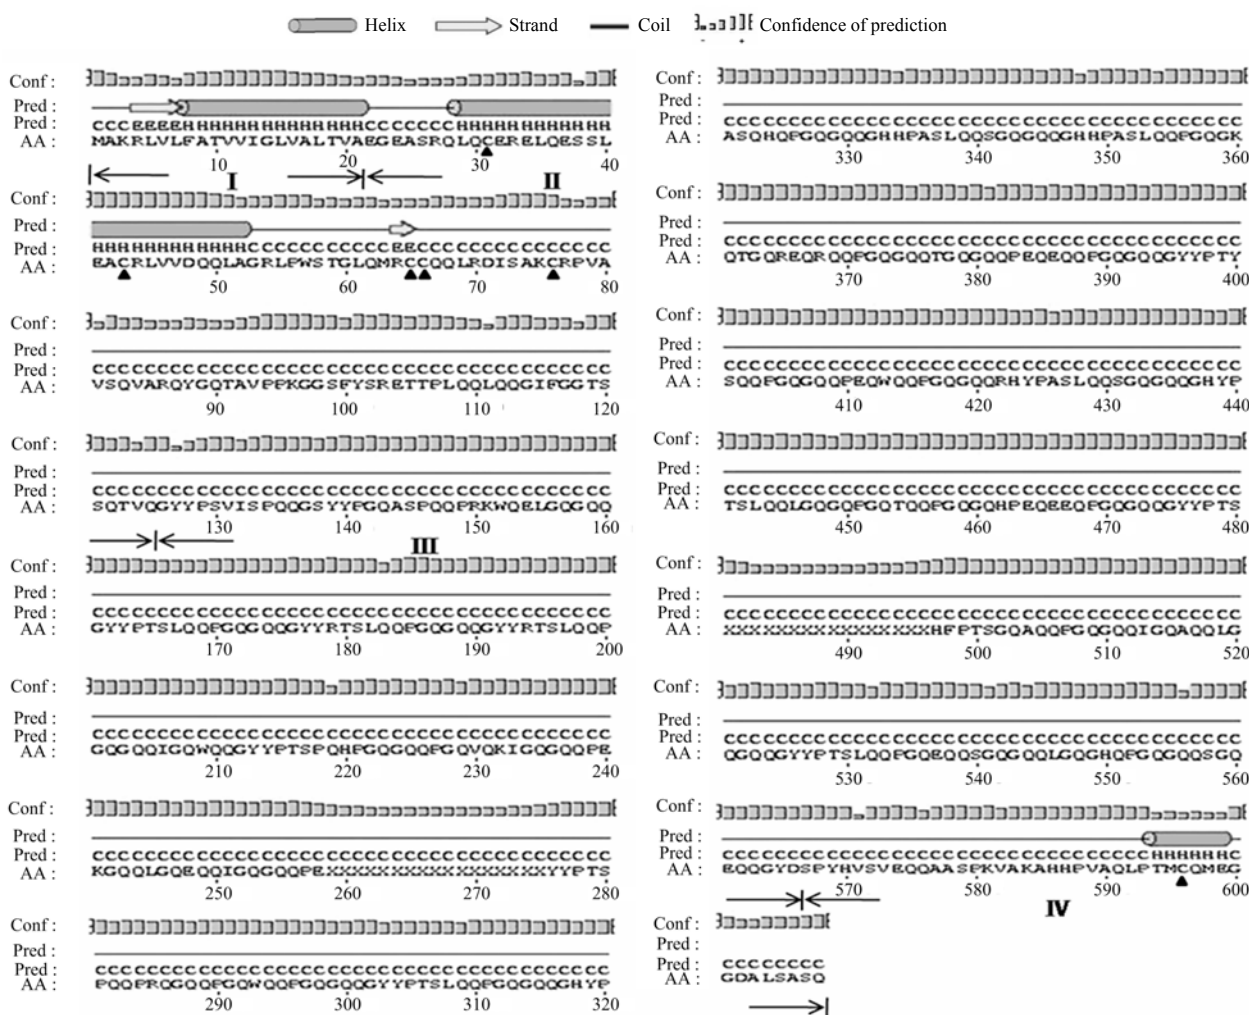 Helix Strand Coil Confidence of prediction
- +
Conf :
Pred :
Pred : CCCEEEEHHHHHHHHHHHHHHCCCCCCCHHHHHHHHHHHH
AA : MAKRLVLFATVVIGLVALTVAEGEASRQLQCERELQESSL
10 20 30 40
I II
Conf :
Pred :
Pred : HHHHHHHHHHHHCCCCCCCCCCCEECCCCCCCCCCCCCCC
AA : EACRLVVDQQLAGRLPWSTGLQMRCCQQLRDISAKCRPVA
50 60 70 80
Conf :
Pred :
Pred : CCCCCCCCCCCCCCCCCCCCCCCCCCCCCCCCCCCCCCCC
AA : VSQVARQYGQTAVPPKGGSFYSRETTPLQQLQQGIFGGTS
90 100 110 120
Conf :
Pred :
Pred : CCCCCCCCCCCCCCCCCCCCCCCCCCCCCCCCCCCCCCCC
AA : SQTVQGYYPSVISPQQGSYYPGQASPQQPRKWQELGQGQQ
130 140 150 160
III
Conf :
Pred :
Pred : CCCCCCCCCCCCCCCCCCCCCCCCCCCCCCCCCCCCCCCC
AA : GYYPTSLQQPGQGQQGYYRTSLQQPGQGQQGYYRTSLQQP
170 180 190 200
Conf :
Pred :
Pred : CCCCCCCCCCCCCCCCCCCCCCCCCCCCCCCCCCCCCCCC
AA : GQGQQIGQWQQGYYPTSPQHPGQGQQPGQVQKIGQGQQPE
210 220 230 240
Conf :
Pred :
Pred : CCCCCCCCCCCCCCCCCCCCCCCCCCCCCCCCCCCCCCCC
AA : KGQQLGQEQQIGQGQQPEXXXXXXXXXXXXXXXXXYYPTS
250 260 270 280
Conf :
Pred :
Pred : CCCCCCCCCCCCCCCCCCCCCCCCCCCCCCCCCCCCCCCC
AA : PQQPRQGQQPGQWQQPGQGQQGYYPTSLQQPGQGQQGHYP
290 300 310 320
Conf :
Pred :
Pred : CCCCCCCCCCCCCCCCCCCCCCCCCCCCCCCCCCCCCCCC
AA : ASQHQPGQGQQGHHPASLQQSGQGQQGHHPASLQQPGQGK
330 340 350 360
Conf :
Pred :
Pred : CCCCCCCCCCCCCCCCCCCCCCCCCCCCCCCCCCCCCCCC
AA : QTGQREQRQQPGQGQQTGQGQQPEQEQQPGQGQQGYYPTY
370 380 390 400
Conf :
Pred :
Pred : CCCCCCCCCCCCCCCCCCCCCCCCCCCCCCCCCCCCCCCC
AA : SQQPGQGQQPEQWQQPGQGQQRHYPASLQQSGQGQQGHYP
410 420 430 440
Conf :
Pred :
Pred : CCCCCCCCCCCCCCCCCCCCCCCCCCCCCCCCCCCCCCCC
AA : TSLQQLGQGQPGQTQQPGQGQHPEQEEQPGQGQQGYYPTS
450 460 470 480
Conf :
Pred :
Pred : CCCCCCCCCCCCCCCCCCCCCCCCCCCCCCCCCCCCCCCC
AA : XXXXXXXXXXXXXXXXHFPTSGQAQQPGQGQQIGQAQQLG
490 500 510 520
Conf :
Pred :
Pred : CCCCCCCCCCCCCCCCCCCCCCCCCCCCCCCCCCCCCCCC
AA : QGQQGYYPTSLQQPGQEQQSGQGQQLGQGHQPGQGQQSGQ
530 540 550 560
Conf :
Pred :
Pred : CCCCCCCCCCCCCCCCCCCCCCCCCCCCCCCCCHHHHHHC
AA : EQQGYDSPYHVSVEQQAASPKVAKAHHPVAQLPTMCQMEG
570 580 590 600
IV
Conf :
Pred :
Pred : CCCCCCCC
AA : GDALSASQ